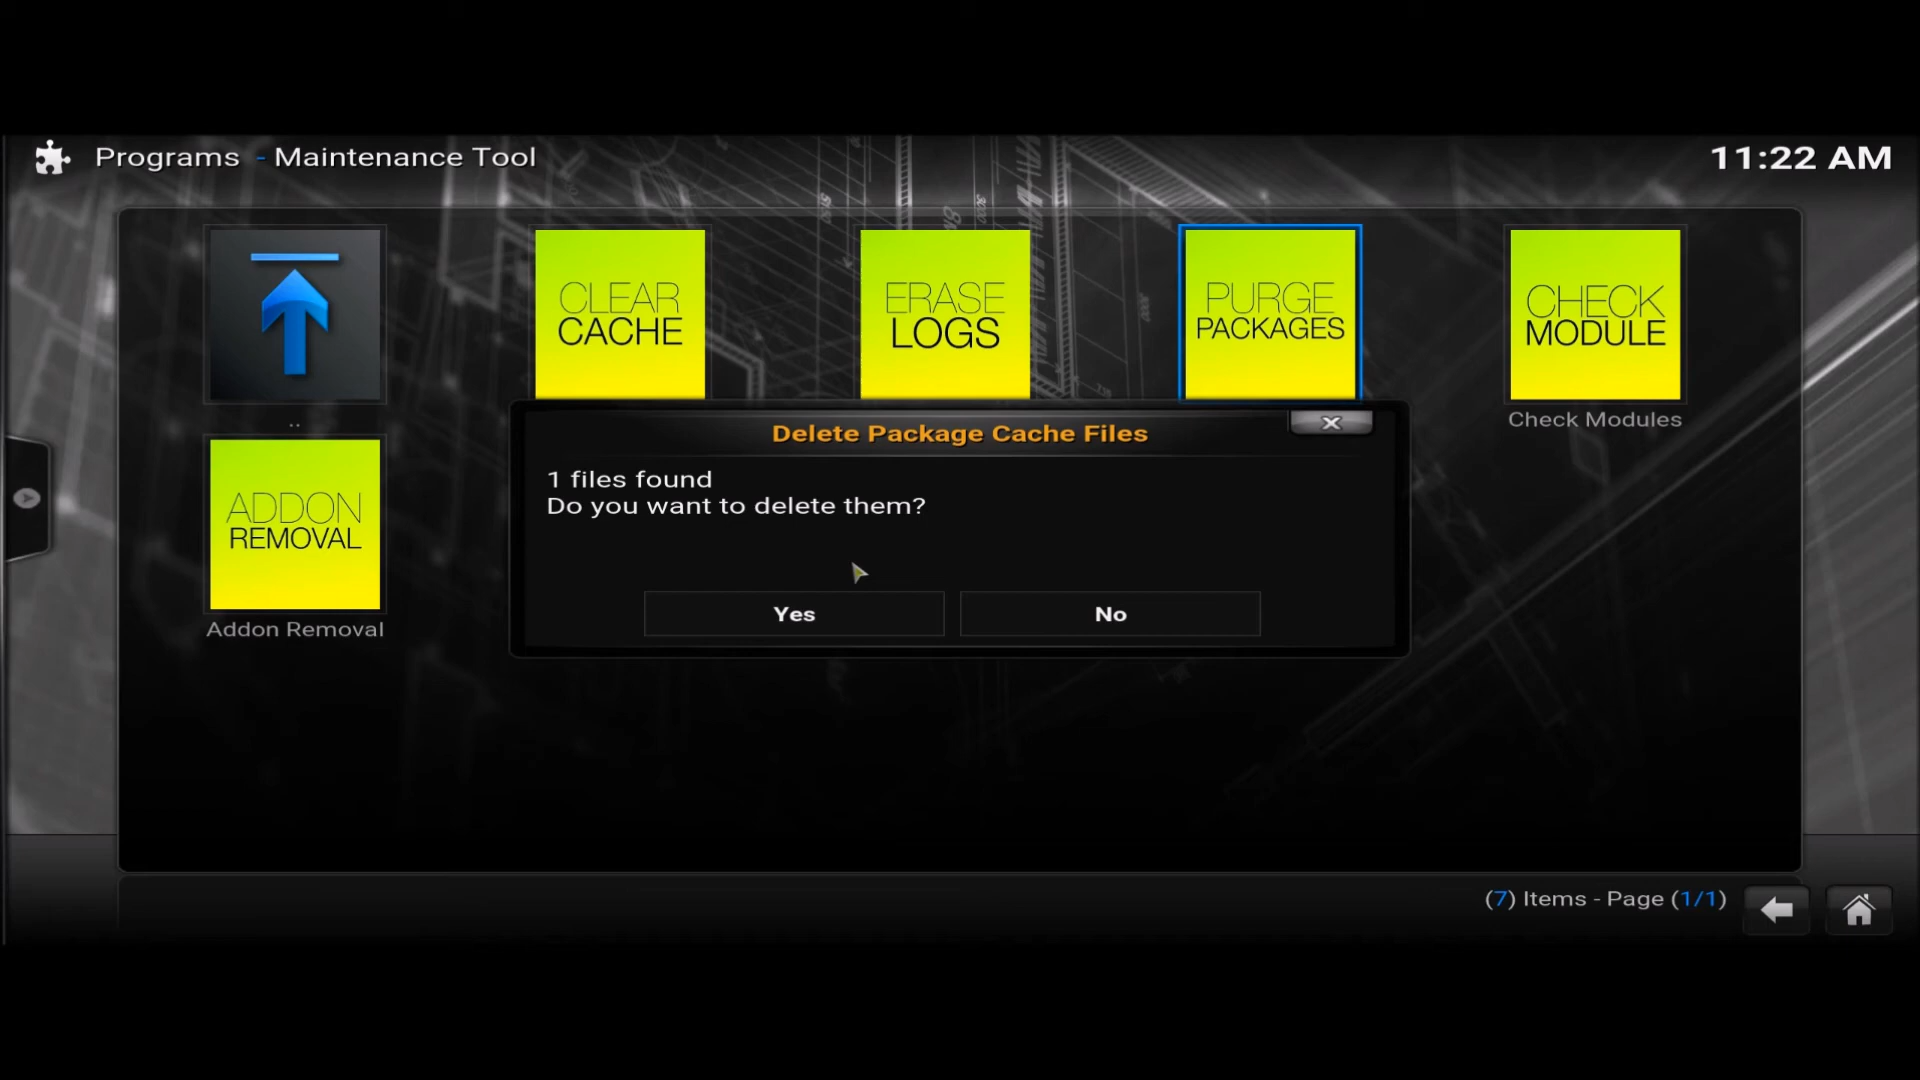 Programs - Maintenance Tool
11:22 AM
CLEAR
CACHE
ERASE
LOGS
PURGE
PACKAGES
CHECK
MODULE
..
Check Modules
Delete Package Cache Files
1 files found
Do you want to delete them?
Yes
No
ADDON
REMOVAL
Addon Removal
(7) Items - Page (1/1)